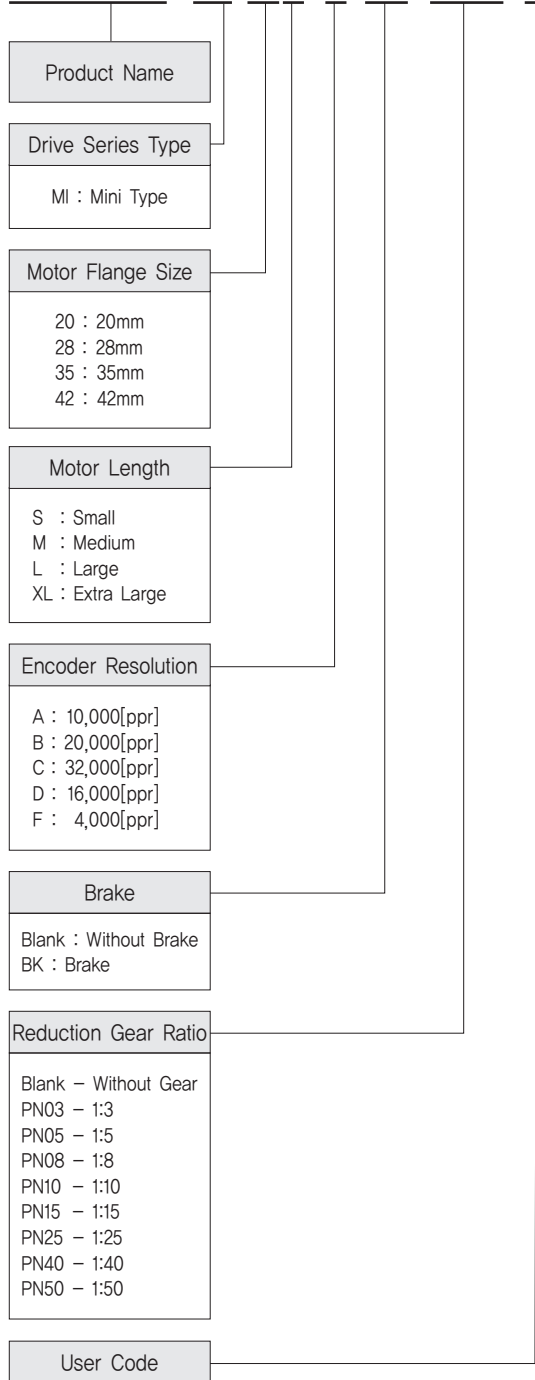 Product Name
Drive Series Type
MI : Mini Type
Motor Flange Size
20 : 20mm
28 : 28mm
35 : 35mm
42 : 42mm
Motor Length
S : Small
M : Medium
L : Large
XL : Extra Large
Encoder Resolution
A : 10,000[ppr]
B : 20,000[ppr]
C : 32,000[ppr]
D : 16,000[ppr]
F : 4,000[ppr]
Brake
Blank : Without Brake
BK : Brake
Reduction Gear Ratio
Blank – Without Gear
PN03 – 1:3
PN05 – 1:5
PN08 – 1:8
PN10 – 1:10
PN15 – 1:15
PN25 – 1:25
PN40 – 1:40
PN50 – 1:50
User Code